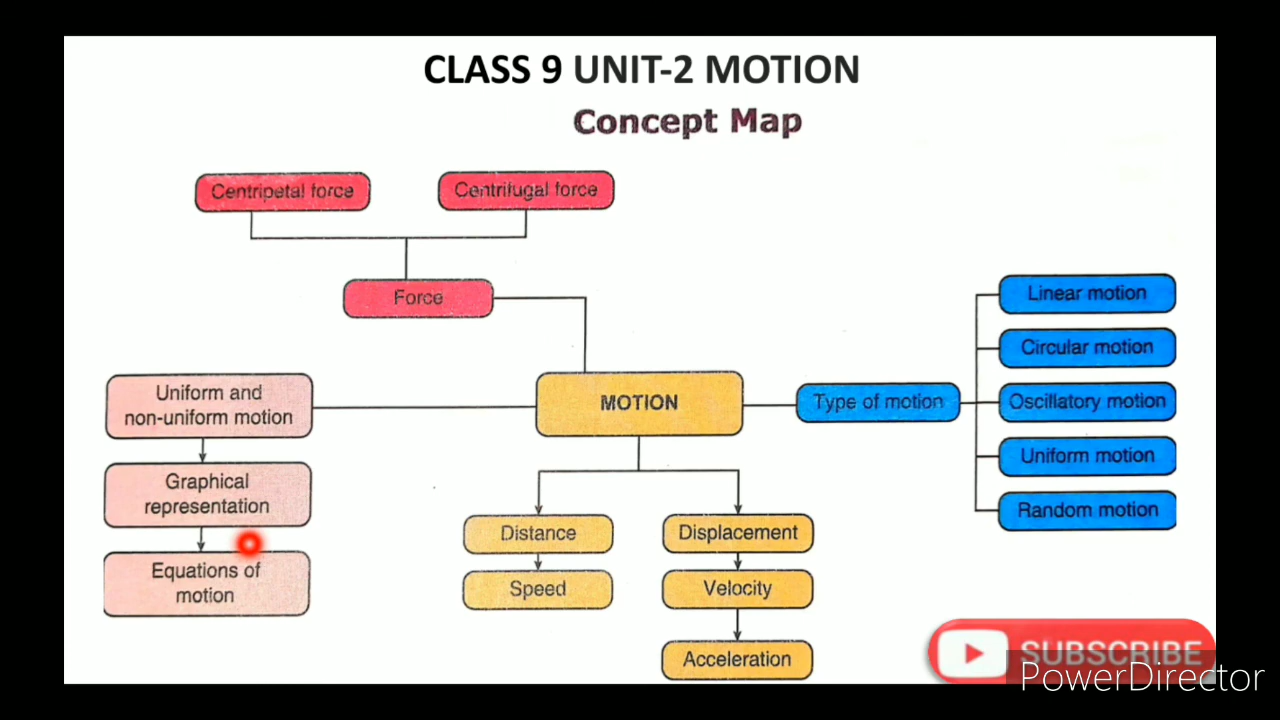 CLASS 9 UNIT-2 MOTION
Concept Map
Centripetal force
Centrifugal force
Force
Uniform and
non-uniform motion
Graphical
representation
Equations of
motion
MOTION
Distance
Speed
Displacement
Velocity
Acceleration
Type of motion
Linear motion
Circular motion
Oscillatory motion
Uniform motion
Random motion
SUBSCRIBE
PowerDirector